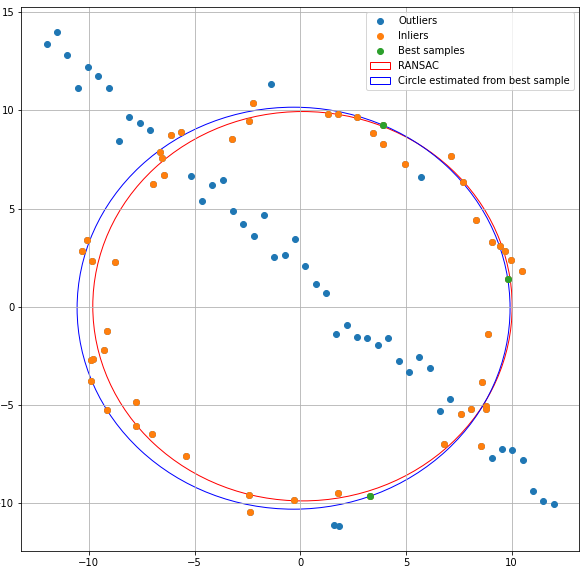 Outliers
Inliers
Best samples
RANSAC
Circle estimated from best sample
15
10
5
0
−5
−10
−10
−5
0
5
10